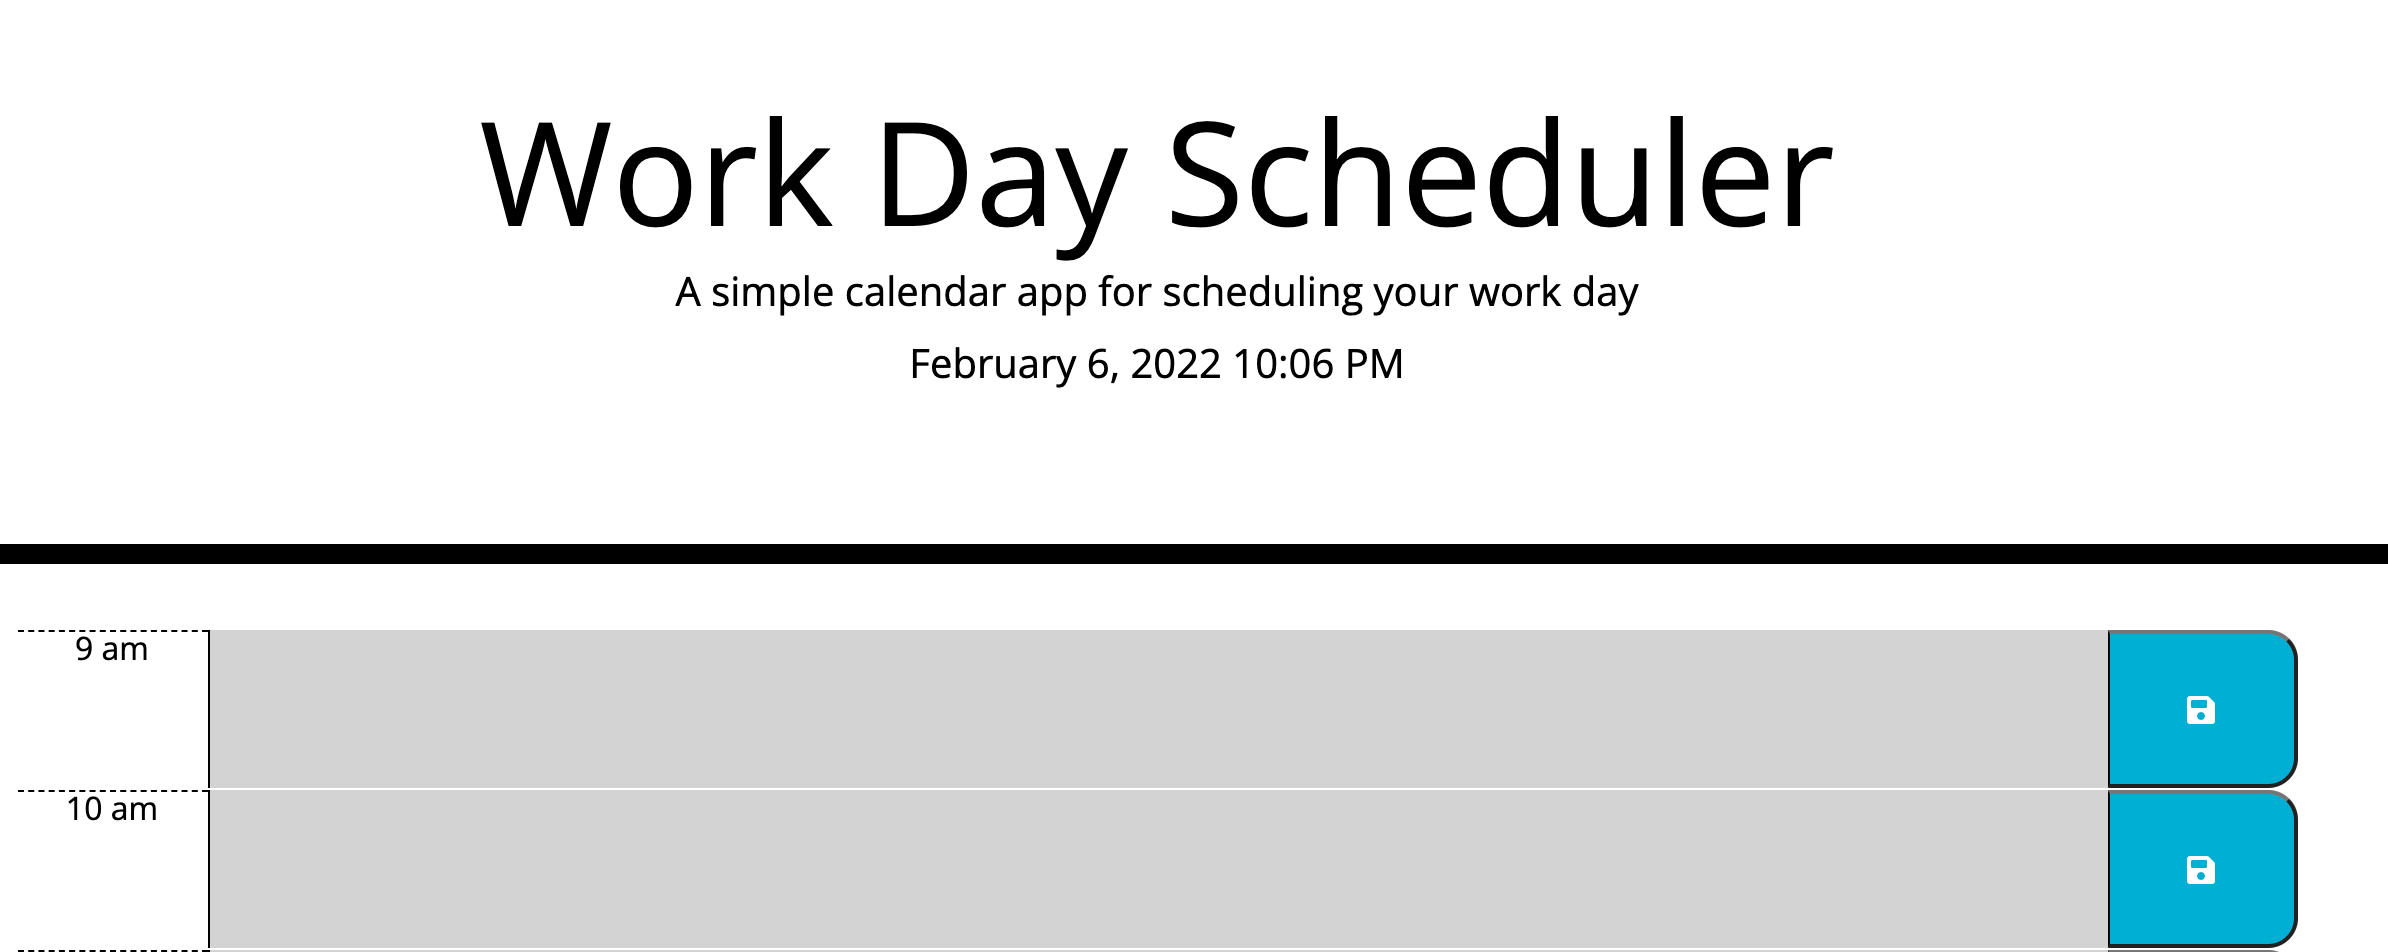 Work Day Scheduler
A simple calendar app for scheduling your work day
February 6, 2022 10:06 PM
9 am
10 am